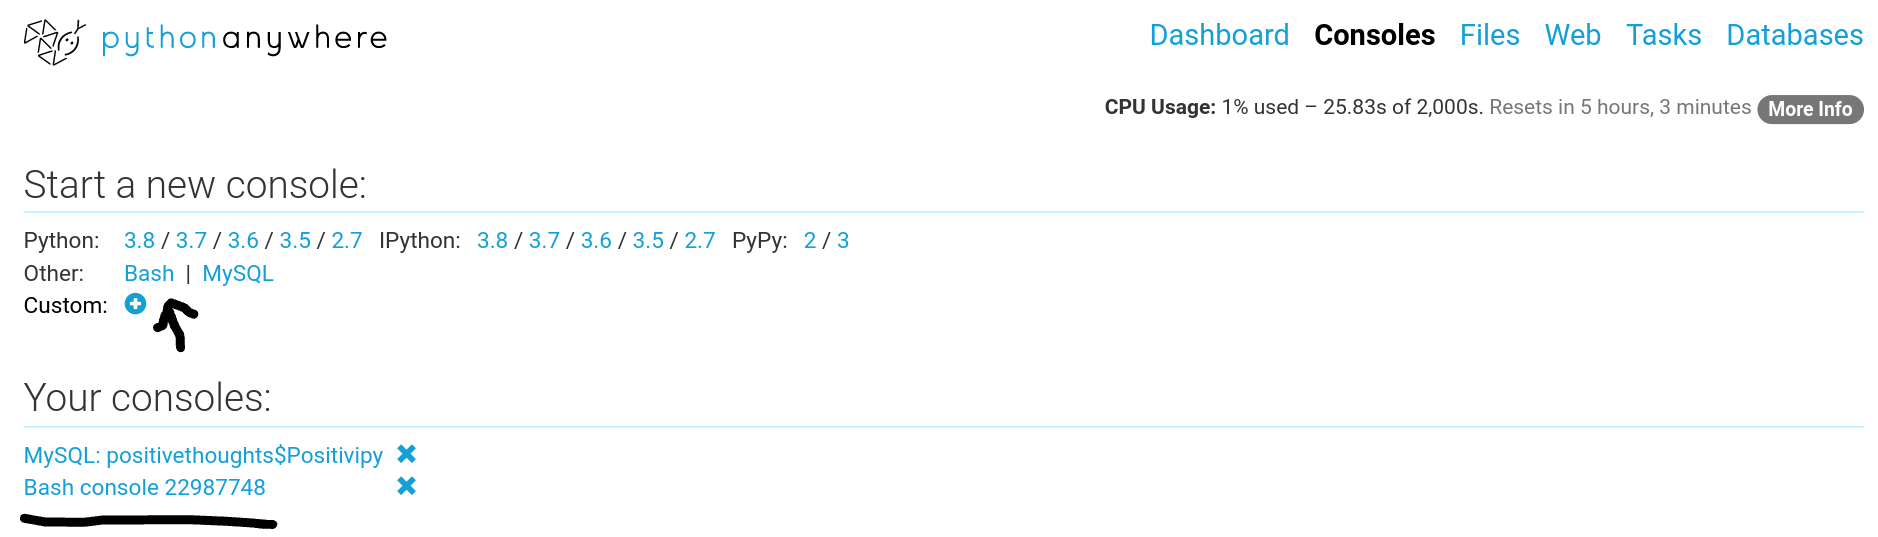 pythonanywhere
Dashboard Consoles Files Web Tasks Databases
CPU Usage: 1% used – 25.83s of 2,000s. Resets in 5 hours, 3 minutes More Info
Start a new console:
Python: 3.8 / 3.7 / 3.6 / 3.5 / 2.7 IPython: 3.8 / 3.7 / 3.6 / 3.5 / 2.7 PyPy: 2 / 3
Other: Bash | MySQL
Custom:
Your consoles:
MySQL: positivethoughts$Positivipy
Bash console 22987748